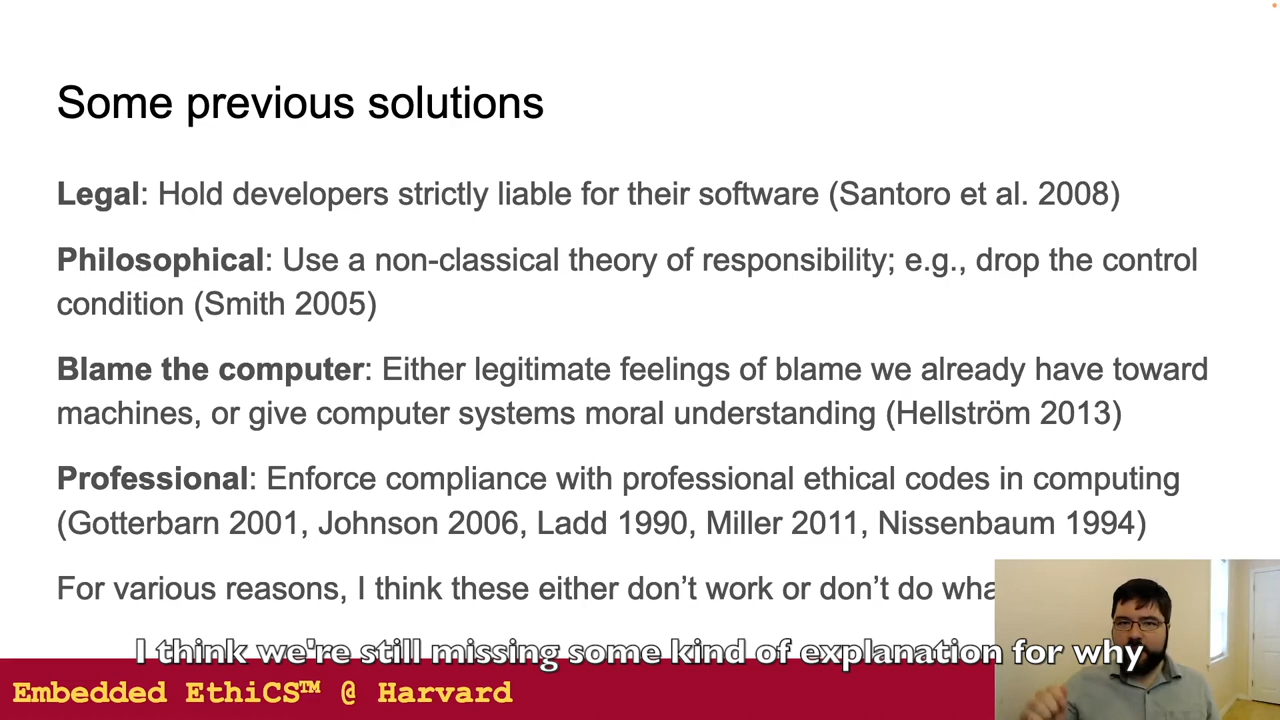 Some previous solutions
Legal: Hold developers strictly liable for their software (Santoro et al. 2008)
Philosophical: Use a non-classical theory of responsibility; e.g., drop the control
condition (Smith 2005)
Blame the computer: Either legitimate feelings of blame we already have toward
machines, or give computer systems moral understanding (Hellström 2013)
Professional: Enforce compliance with professional ethical codes in computing
(Gotterbarn 2001, Johnson 2006, Ladd 1990, Miller 2011, Nissenbaum 1994)
For various reasons, I think these either don’t work or don’t do
I think we're still missing some kind of explanation for why
Embedded EthiCS™ @ Harvard